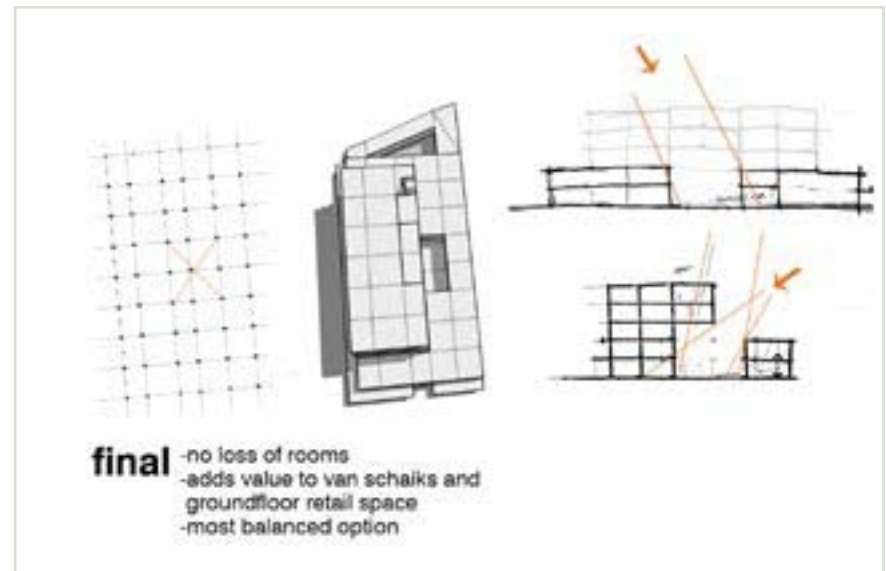 final
-no loss of rooms
-adds value to van schaiks and
groundfloor retail space
-most balanced option